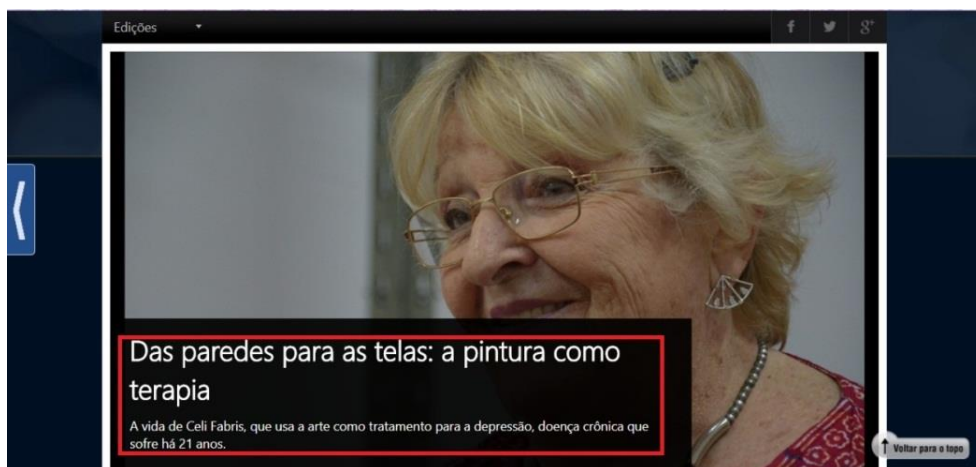 Edições
f
g+
Das paredes para as telas: a pintura como
terapia
A vida de Celi Fabris, que usa a arte como tratamento para a depressão, doença crônica que
sofre há 21 anos.
Voltar para o topo